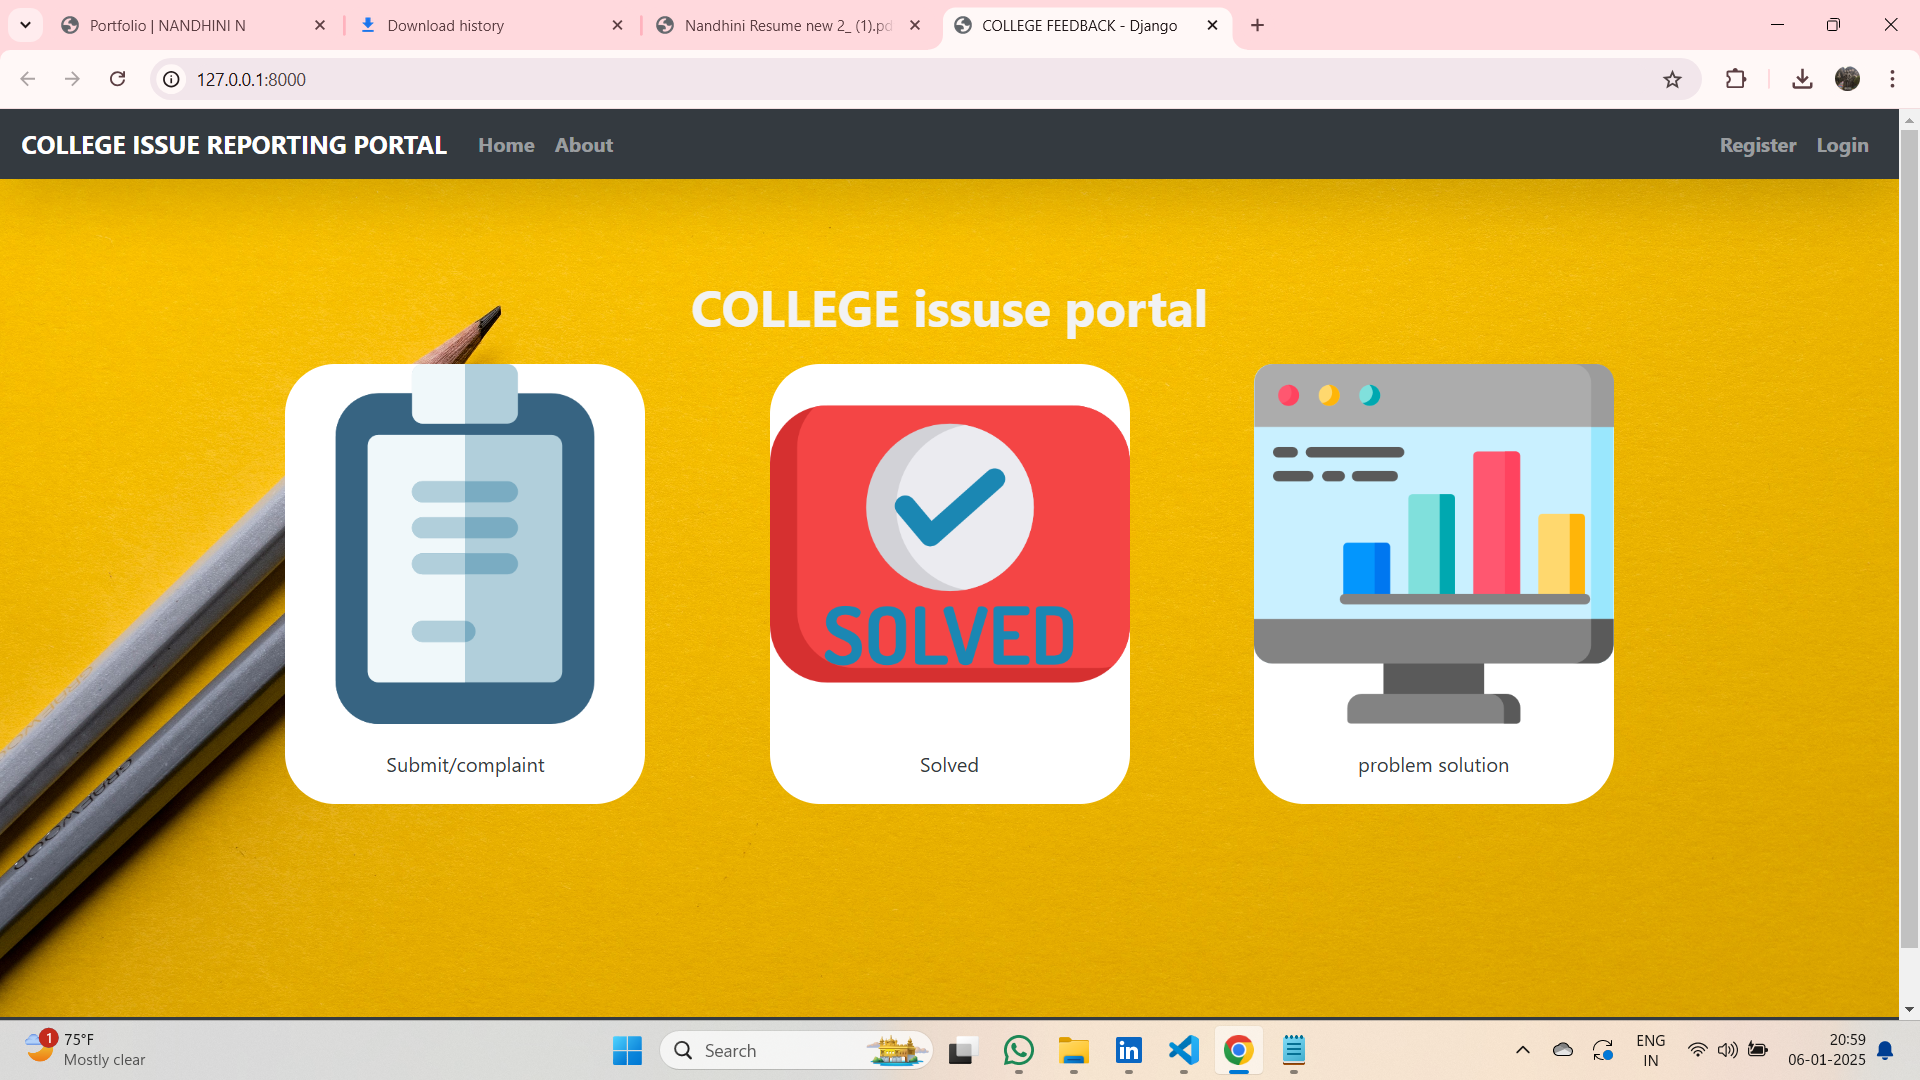 Portfolio | NANDHINI N
Download history
Nandhini Resume new 2_ (1).pd
COLLEGE FEEDBACK - Django
127.0.0.1:8000
COLLEGE ISSUE REPORTING PORTAL
Home
About
Register
Login
COLLEGE issuse portal
SOLVED
Submit/complaint
Solved
problem solution
1
75°F
Mostly clear
Search
ENG
IN
20:59
06-01-2025